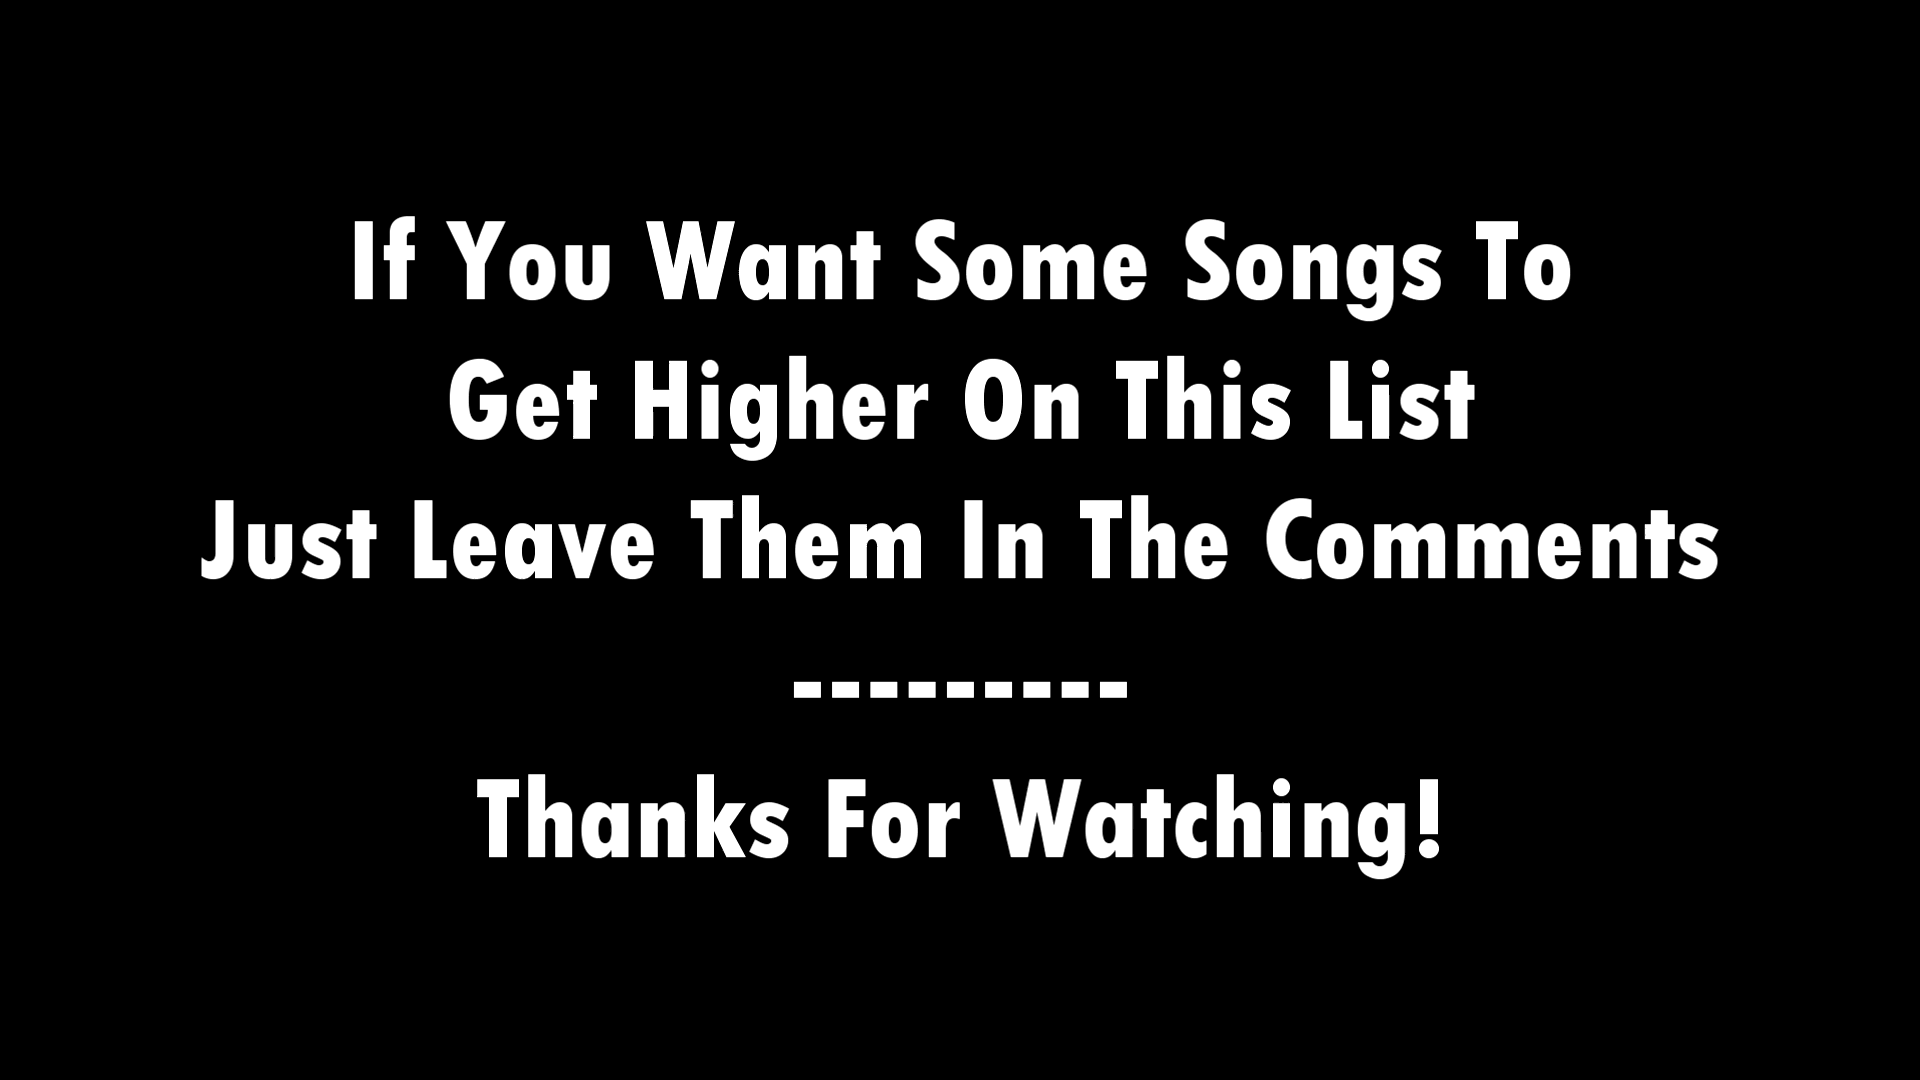 If You Want Some Songs To
Get Higher On This List
Just Leave Them In The Comments
---------
Thanks For Watching!